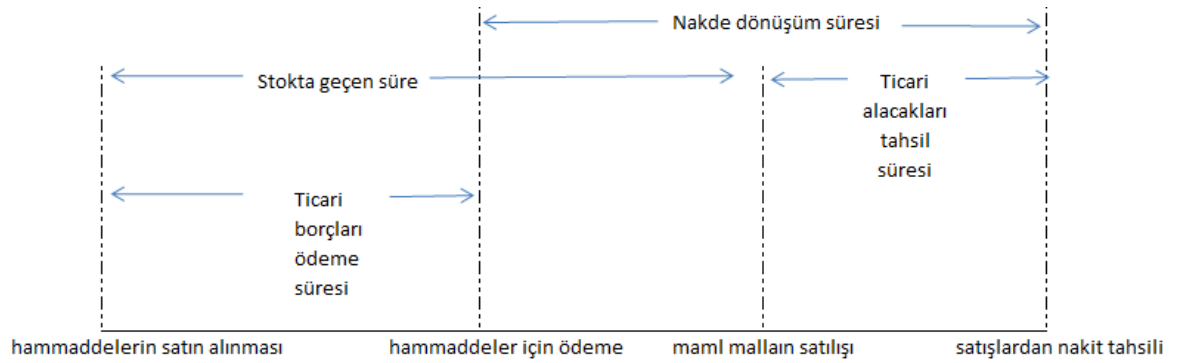 Nakde dönüşüm süresi
Stokta geçen süre
Ticari
alacakları
tahsil
süresi
Ticari
borçları
ödeme
süresi
hammaddelerin satın alınması
hammaddeler için ödeme
maml mallaın satılışı
satışlardan nakit tahsili